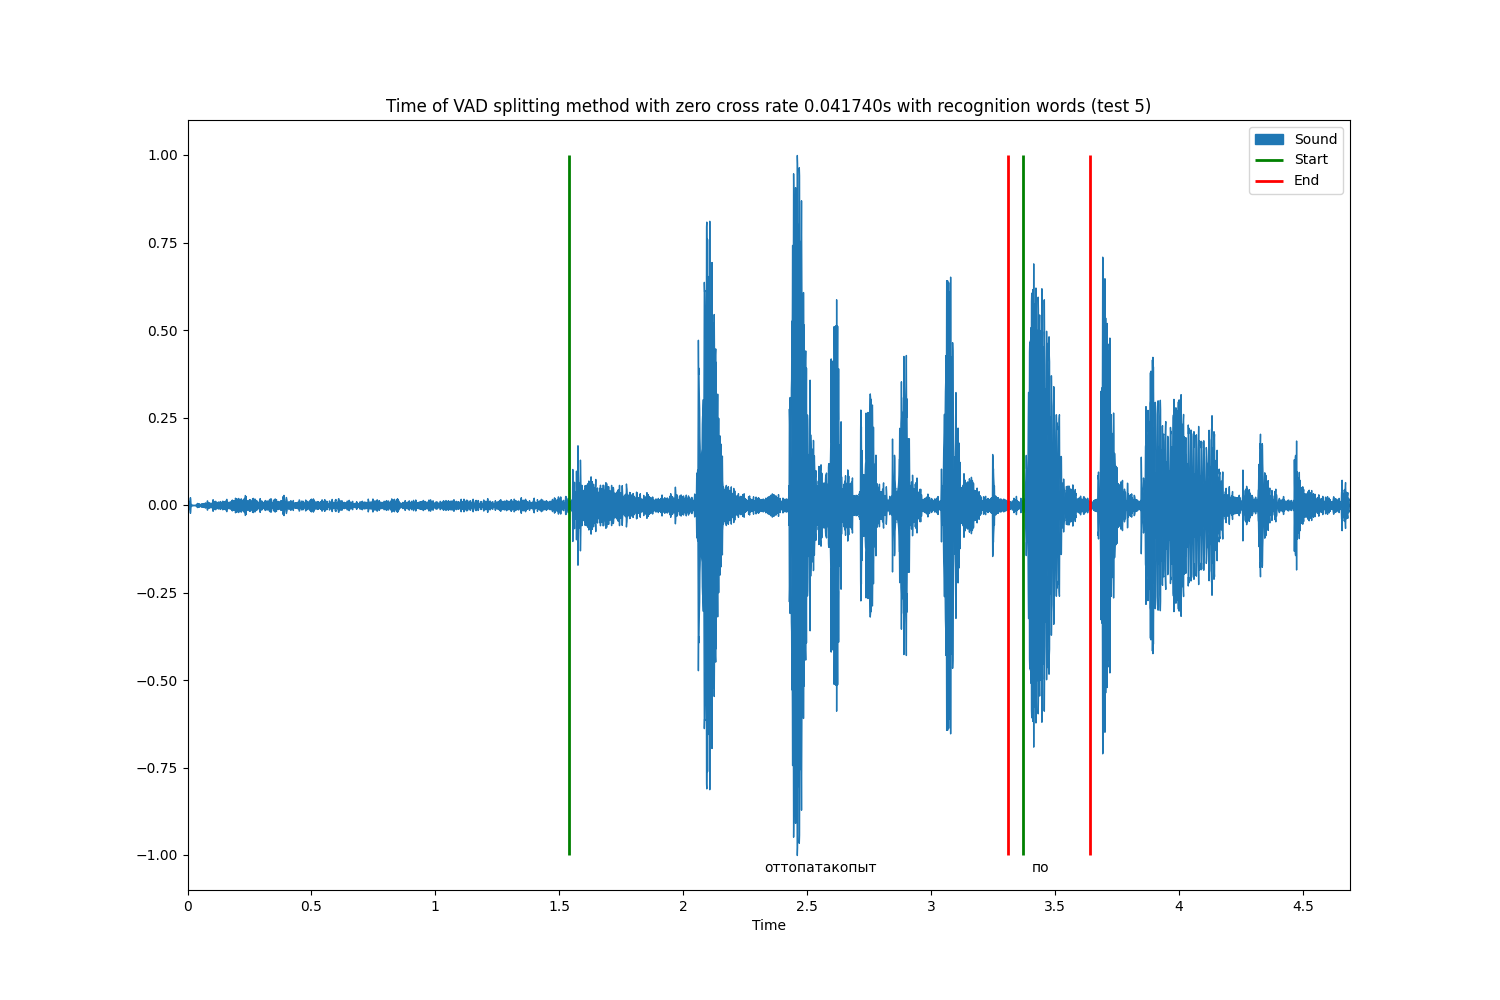 Time of VAD splitting method with zero cross rate 0.041740s with recognition words (test 5)
Sound
Start
End
1.00
0.75
0.50
0.25
0.00
−0.25
−0.50
−0.75
−1.00
оттопатакопыт по
0 0.5 1 1.5 2 2.5 3 3.5 4 4.5
Time